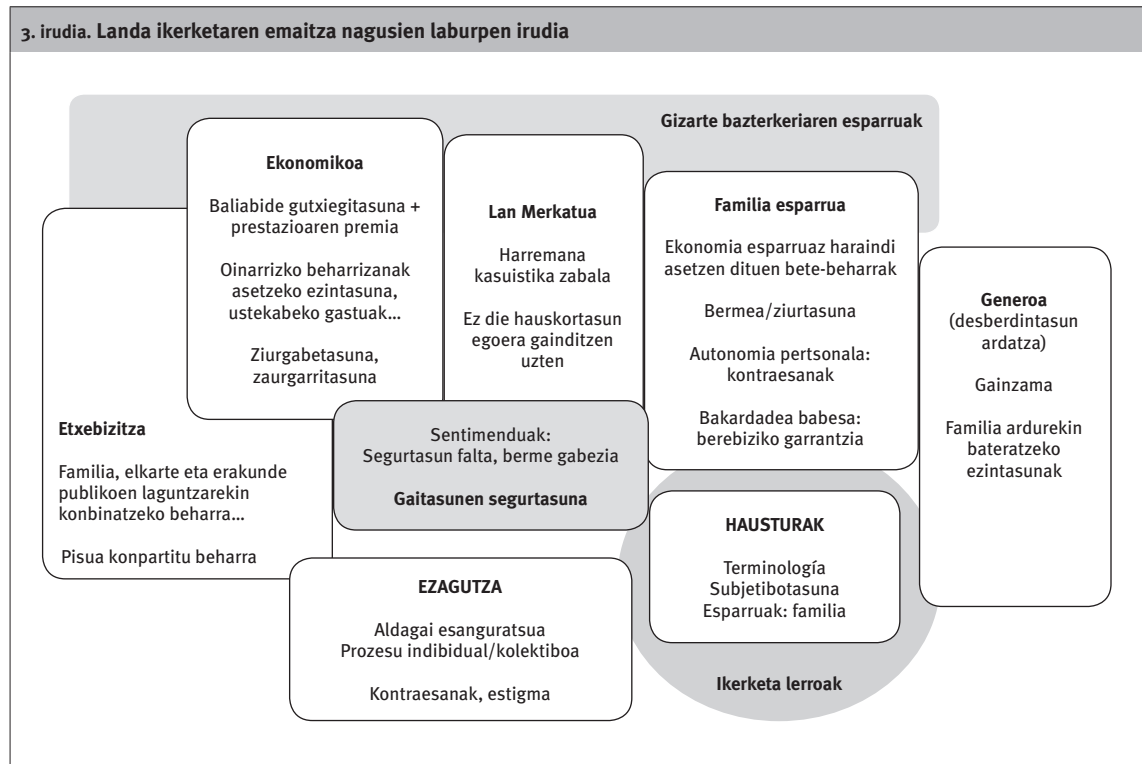 3. irudia. Landa ikerketaren emaitza nagusien laburpen irudia
Gizarte bazterkeriaren esparruak
Ekonomikoa
Baliabide gutxiegitasuna +
prestazioaren premia
Oinarrizko beharrizanak
asetzeko ezintasuna,
ustekabeko gastuak...
Ziurgabetasuna,
zaurgarritasuna
Lan Merkatua
Harremana
kasuistika zabala
Ez die hauskortasun
egoera gainditzen
uzten
Familia esparrua
Ekonomia esparruaz haraindi
asetzen dituen bete-beharrak
Bermea/ziurtasuna
Autonomia pertsonala:
kontraesanak
Bakardadea babesa:
berebiziko garrantzia
Generoa
(desberdintasun
ardatza)
Gainzama
Familia ardurekin
bateratzeko
ezintasunak
Etxebizitza
Familia, elkarte eta erakunde
publikoen laguntzarekin
konbinatzeko beharra...
Pisua konpartitu beharra
Sentimenduak:
Segurtasun falta, berme gabezia
Gaitasunen segurtasuna
HAUSTURAK
Terminología
Subjetibotasuna
Esparruak: familia
EZAGUTZA
Aldagai esanguratsua
Prozesu indibidual/kolektiboa
Kontraesanak, estigma
Ikerketa lerroak